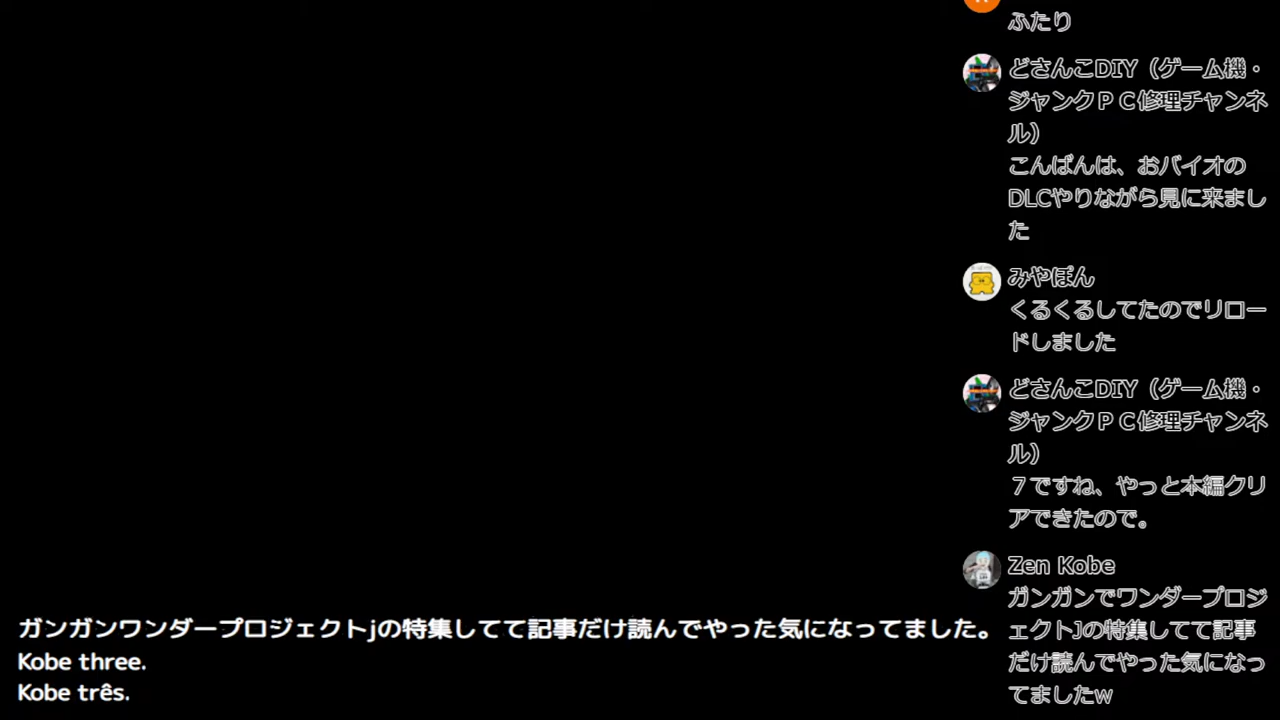 ふたり
どさんこDIY（ゲーム機・
ジャンクＰＣ修理チャンネ
ル）
こんばんは、おバイオの
DLCやりながら見に来まし
た
みやぽん
くるくるしてたのでリロー
ドしました
どさんこDIY（ゲーム機・
ジャンクＰＣ修理チャンネ
ル）
７ですね、やっと本編クリ
アできたので。
Zen Kobe
ガンガンでワンダープロジ
ェクトJの特集してて記事
だけ読んでやった気になっ
てましたw
ガンガンワンダープロジェクトjの特集してて記事だけ読んでやった気になってました。
Kobe three.
Kobe três.